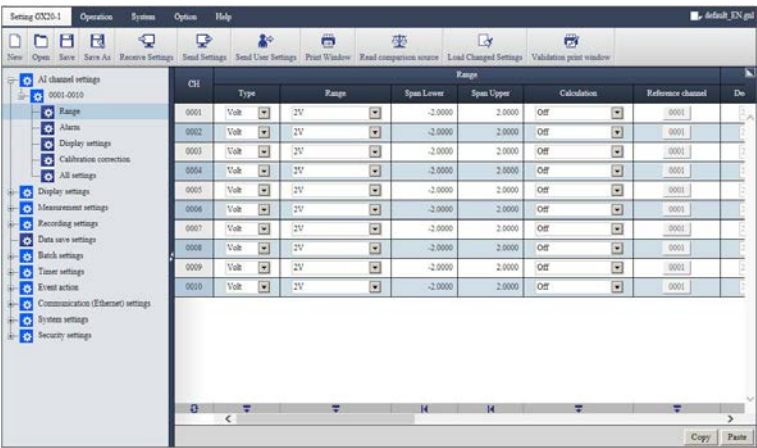 Setting GX20-1 Operation System Option Help default_EN.gnl
New Open Save Save As Receive Settings Send Settings Send User Settings Print Window Read comparison source Load Changed Settings Validation print window
AI channel settings
0001-0010
Range
Alarm
Display settings
Calibration correction
All settings
Display settings
Measurement settings
Recording settings
Data save settings
Batch settings
Timer settings
Event action
Communication (Ethernet) settings
System settings
Security settings
Range
CH Type Range Span Lower Span Upper Calculation Reference channel De
0001 Volt 2V -2.0000 2.0000 Off 0001
0002 Volt 2V -2.0000 2.0000 Off 0001
0003 Volt 2V -2.0000 2.0000 Off 0001
0004 Volt 2V -2.0000 2.0000 Off 0001
0005 Volt 2V -2.0000 2.0000 Off 0001
0006 Volt 2V -2.0000 2.0000 Off 0001
0007 Volt 2V -2.0000 2.0000 Off 0001
0008 Volt 2V -2.0000 2.0000 Off 0001
0009 Volt 2V -2.0000 2.0000 Off 0001
0010 Volt 2V -2.0000 2.0000 Off 0001
Copy Paste